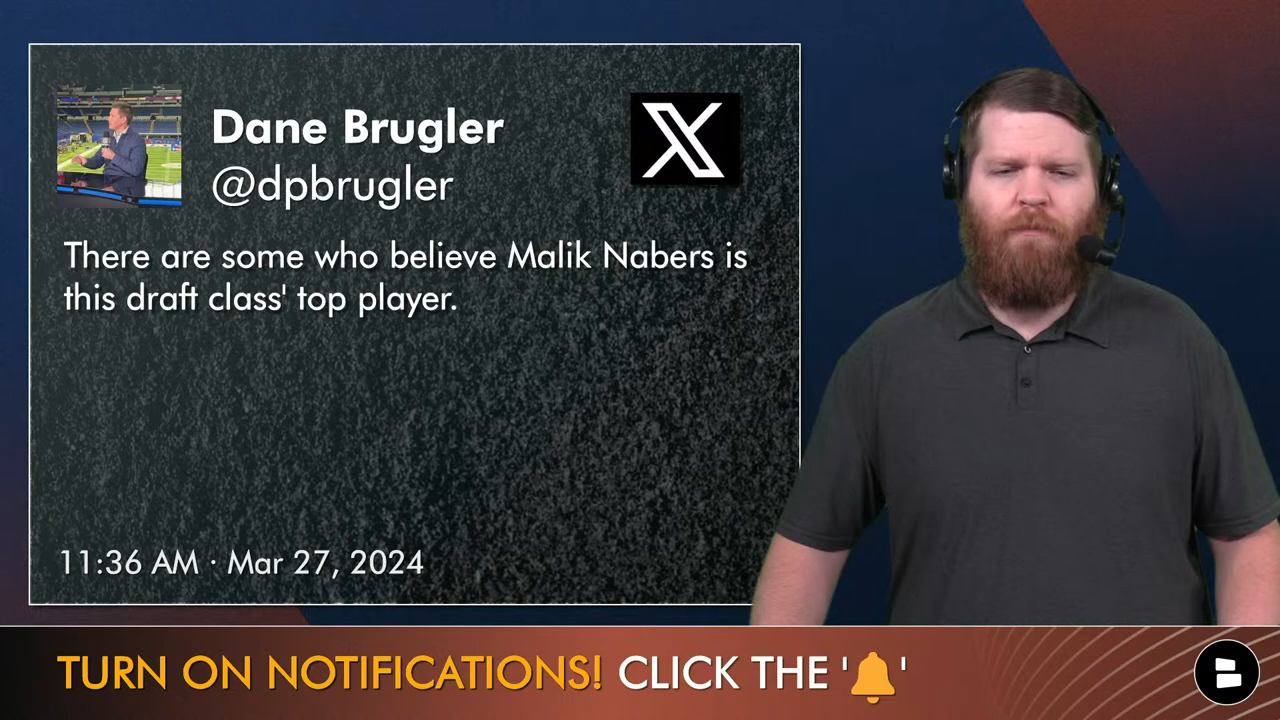 Dane Brugler
@dpbrugler
There are some who believe Malik Nabers is
this draft class' top player.
11:36 AM · Mar 27, 2024
TURN ON NOTIFICATIONS! CLICK THE '🔔'